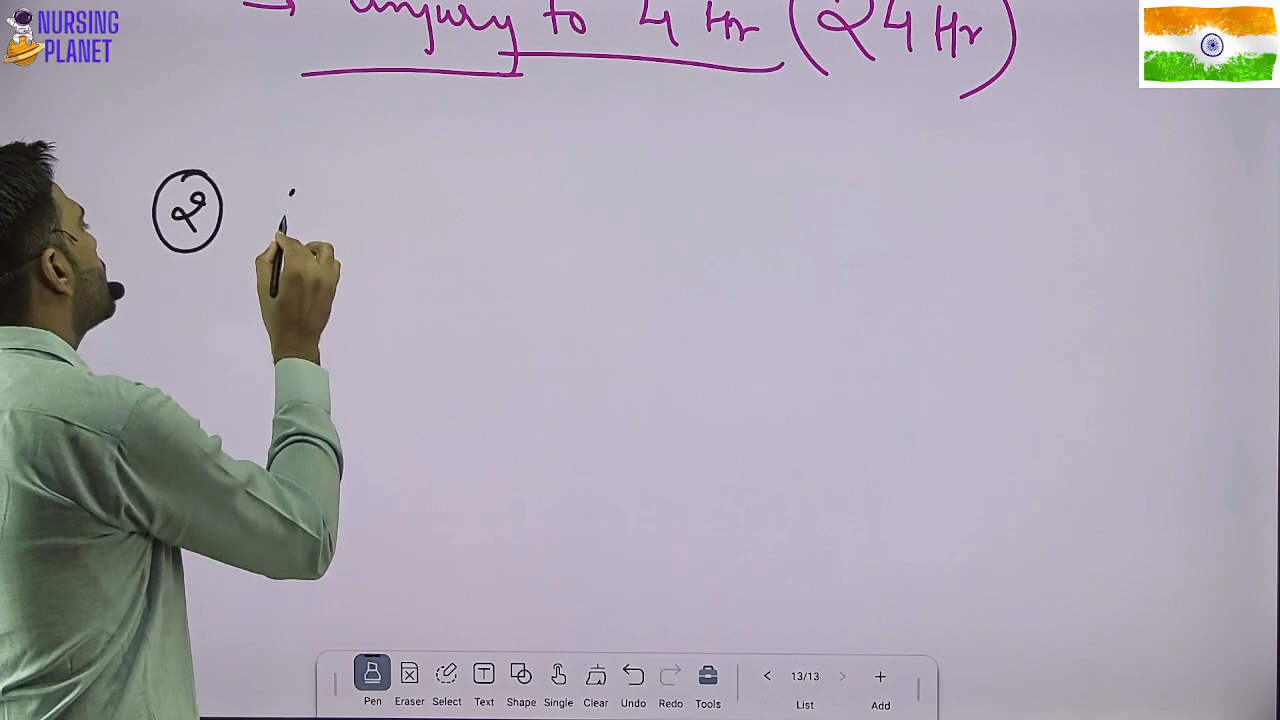 NURSING
PLANET
→ injury to 4 Hr (24 Hr)
2
Pen Eraser Select Text Shape Single Clear Undo Redo Tools < 13/13 > List + Add